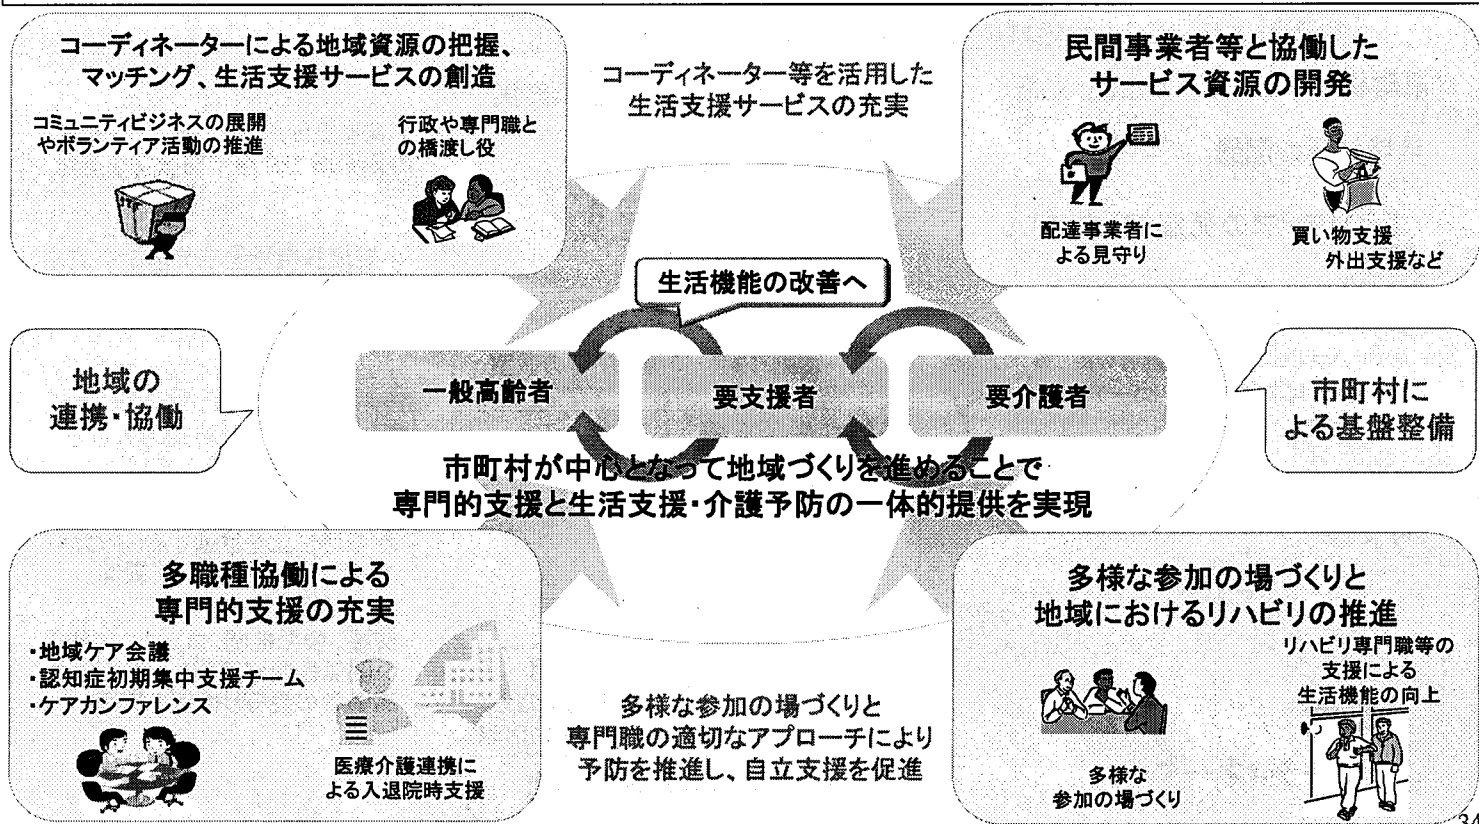 コーディネーターによる地域資源の把握、
マッチング、生活支援サービスの創造
コミュニティビジネスの展開
やボランティア活動の推進
行政や専門職と
の橋渡し役
コーディネーター等を活用した
生活支援サービスの充実
民間事業者等と協働した
サービス資源の開発
配達事業者に
よる見守り
買い物支援
外出支援など
生活機能の改善へ
地域の
連携・協働
一般高齢者
要支援者
要介護者
市町村に
よる基盤整備
市町村が中心となって地域づくりを進めることで
専門的支援と生活支援・介護予防の一体的提供を実現
多職種協働による
専門的支援の充実
・地域ケア会議
・認知症初期集中支援チーム
・ケアカンファレンス
医療介護連携に
よる入退院時支援
多様な参加の場づくりと
専門職の適切なアプローチにより
予防を推進し、自立支援を促進
多様な参加の場づくりと
地域におけるリハビリの推進
リハビリ専門職等の
支援による
生活機能の向上
多様な
参加の場づくり
34